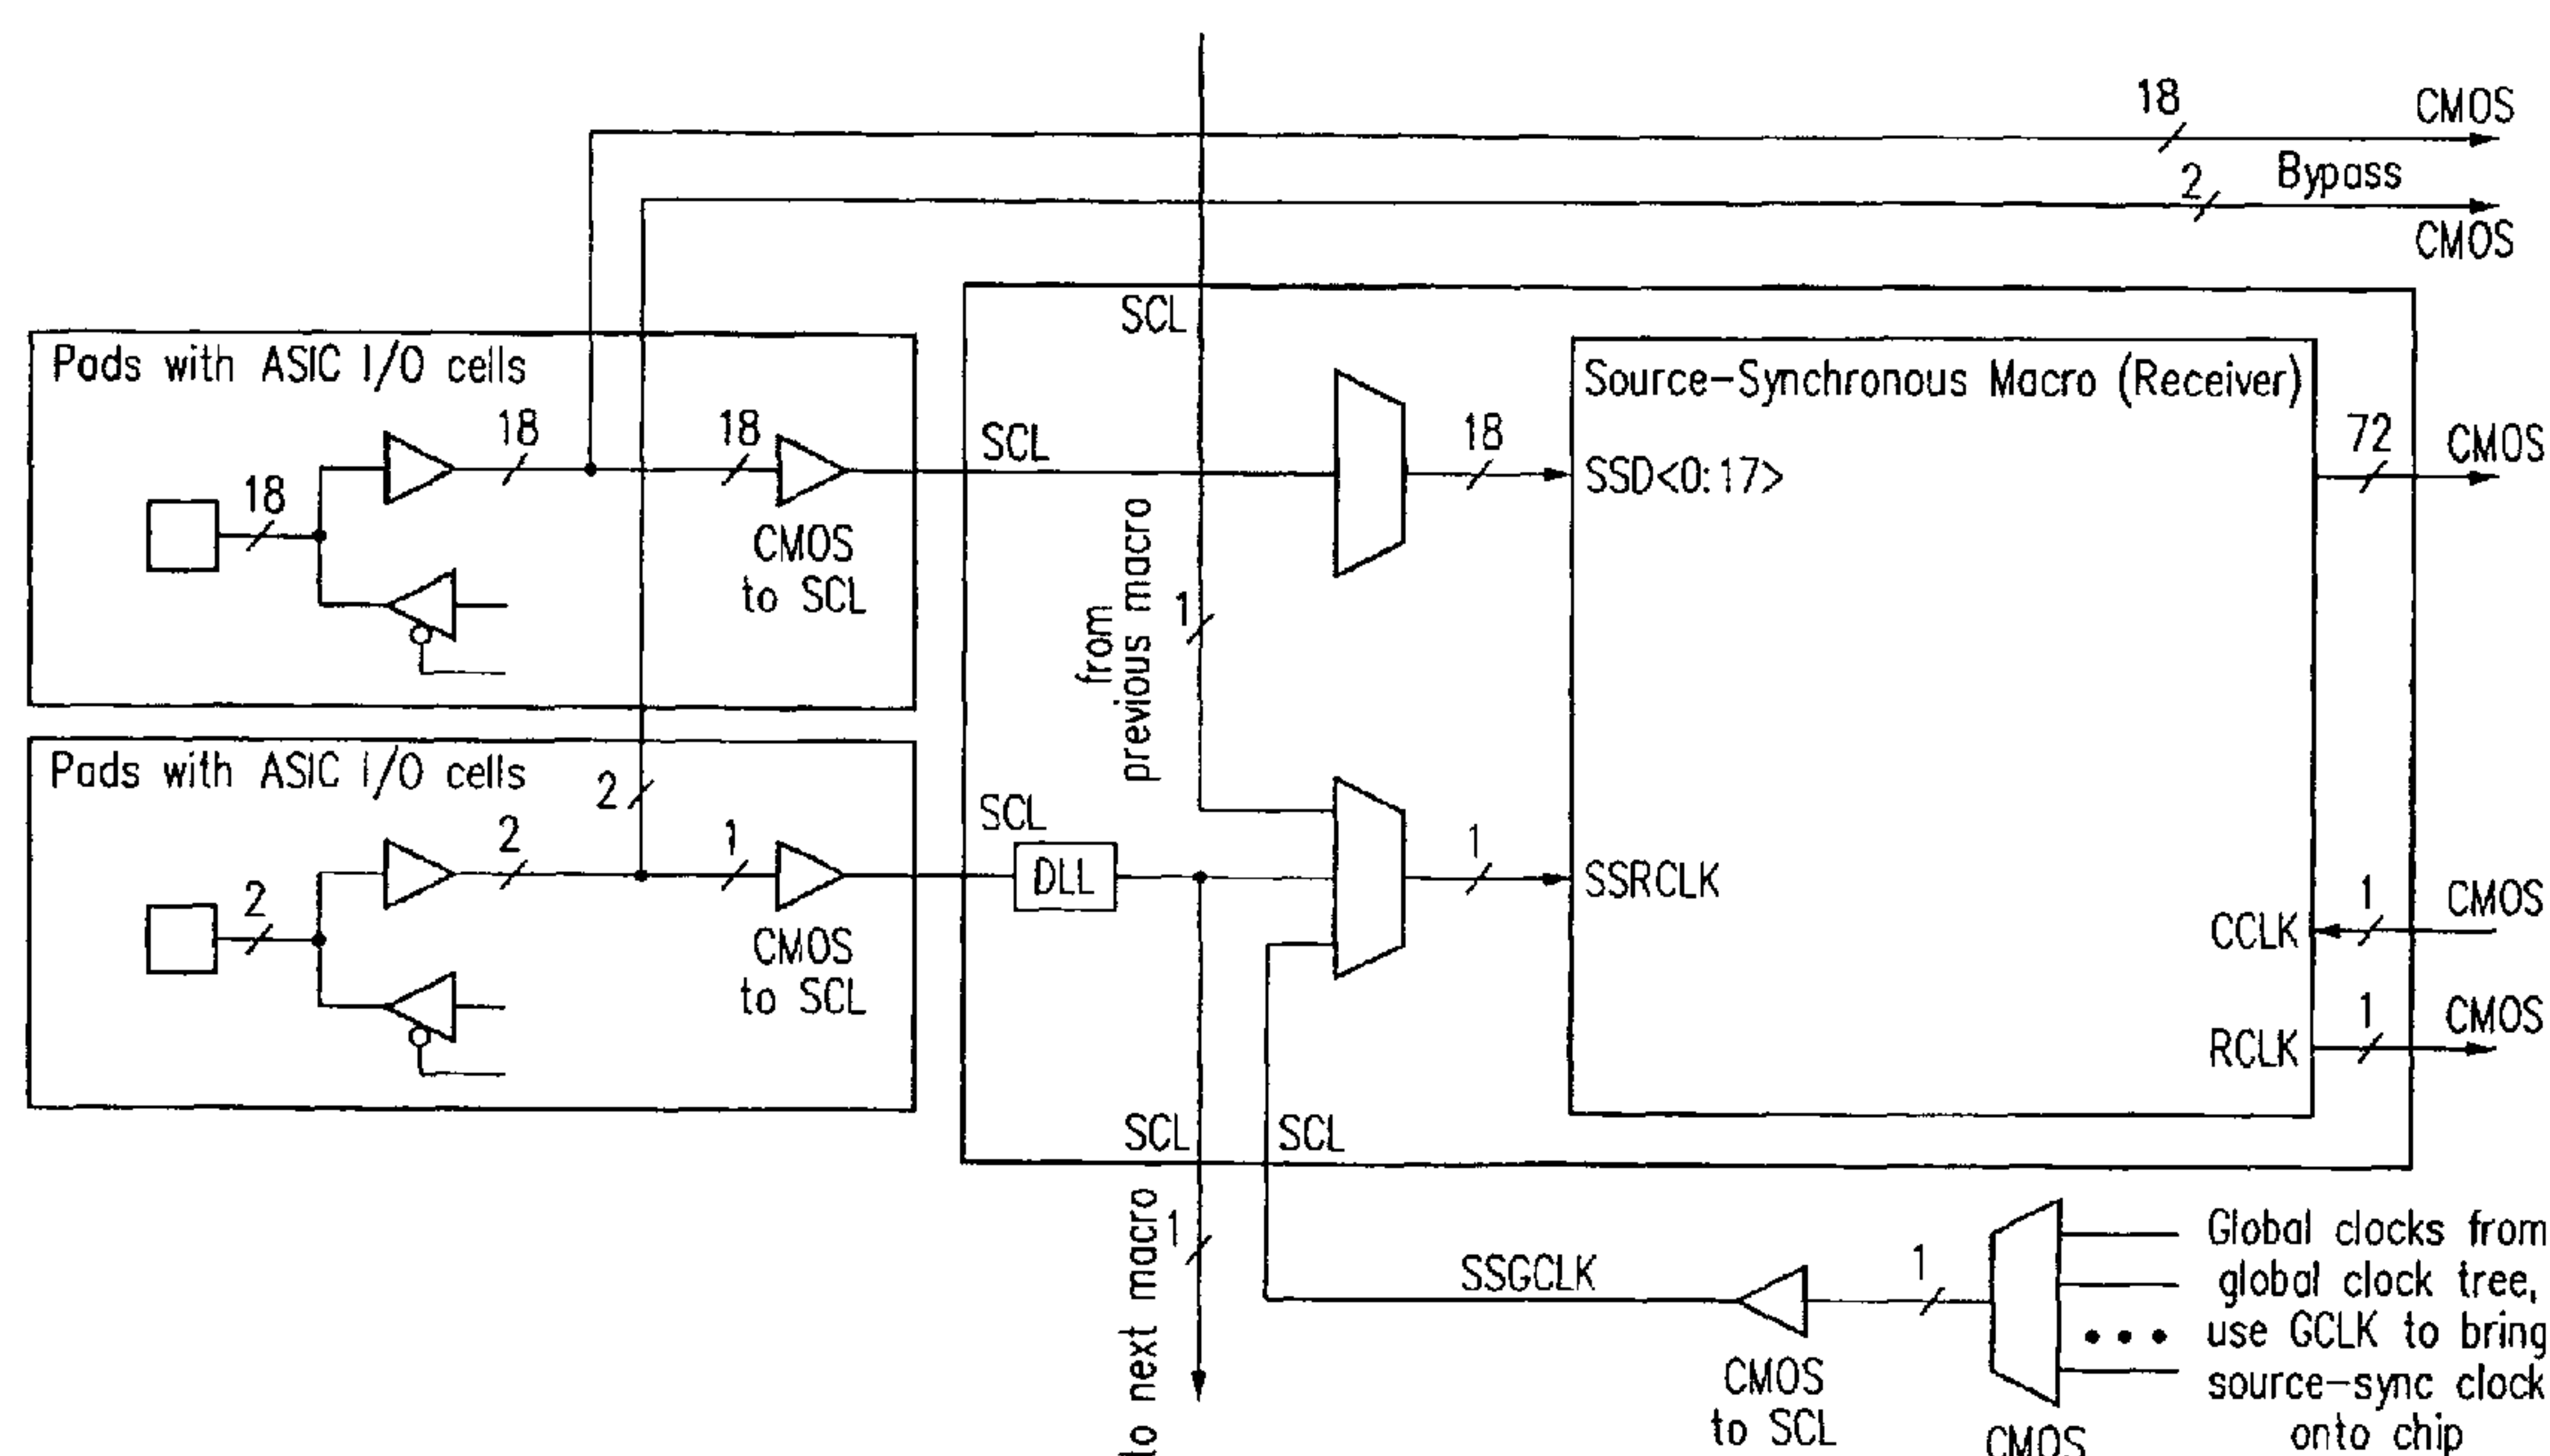 18
CMOS
Bypass
2
CMOS
SCL
Pads with ASIC I/O cells
Source-Synchronous Macro (Receiver)
18
18
SCL
18
72
CMOS
SSD<0:17>
18
CMOS
to SCL
from
previous macro
1
Pads with ASIC I/O cells
2
SCL
2
1
DLL
1
SSRCLK
2
CMOS
to SCL
1
CMOS
CCLK
1
CMOS
RCLK
SCL
SCL
to next macro
1
SSGCLK
1
CMOS
to SCL
CMOS
Global clocks from
global clock tree,
use GCLK to bring
source-sync clock
onto chip